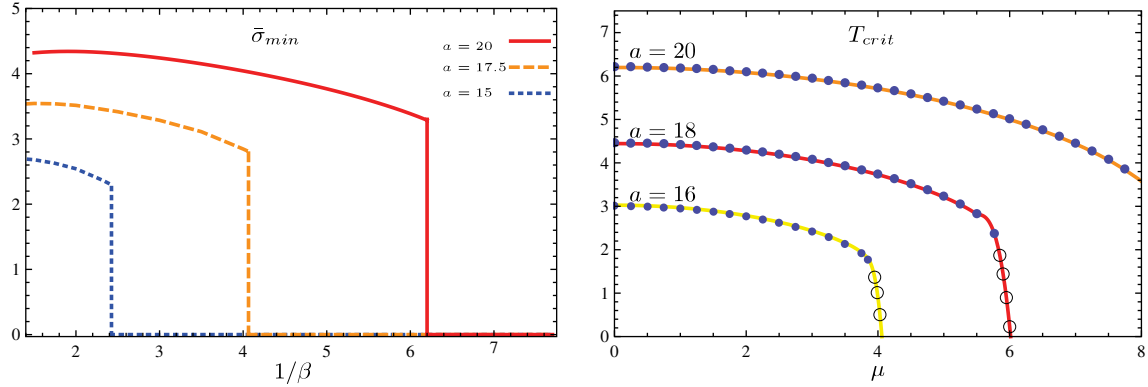 5
4
3
2
1
0
σ̄_min
a = 20
a = 17.5
a = 15
2 3 4 5 6 7
1/β
7
6
5
4
3
2
1
0
T_crit
a = 20
a = 18
a = 16
0 2 4 6 8
μ